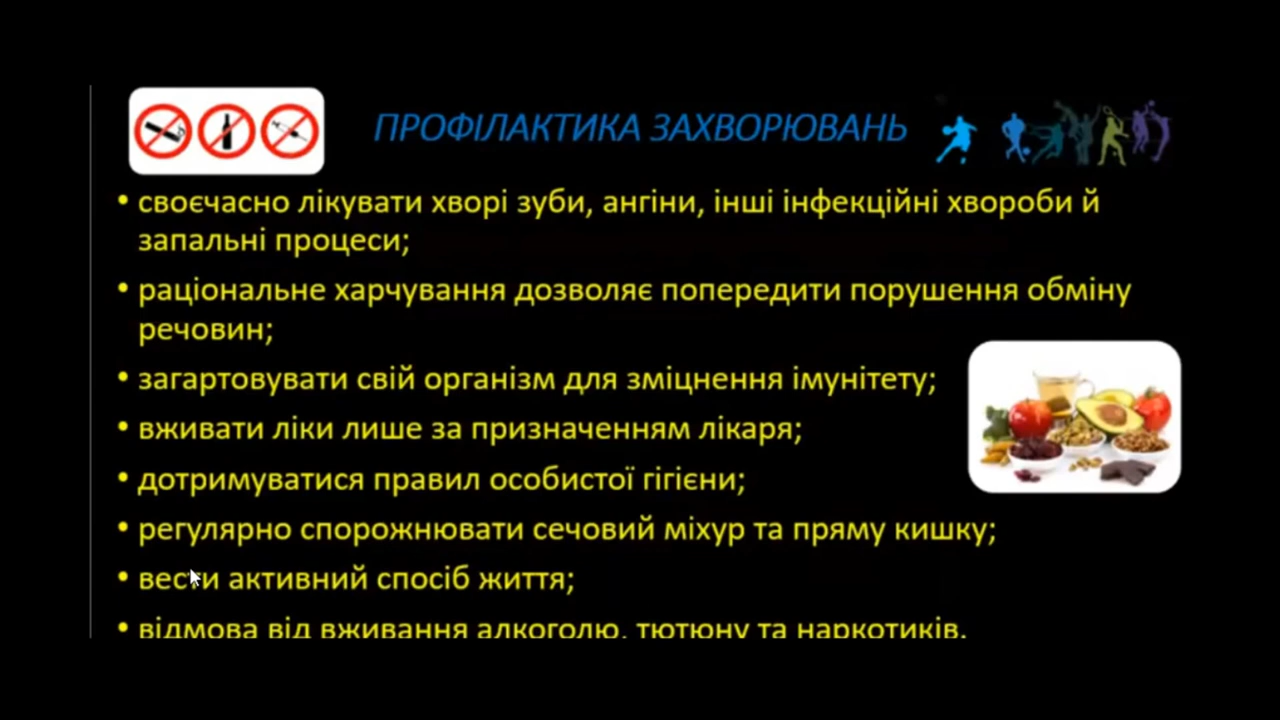 ПРОФІЛАКТИКА ЗАХВОРЮВАНЬ
• своєчасно лікувати хворі зуби, ангіни, інші інфекційні хвороби й
запальні процеси;
• раціональне харчування дозволяє попередити порушення обміну
речовин;
• загартовувати свій організм для зміцнення імунітету;
• вживати ліки лише за призначенням лікаря;
• дотримуватися правил особистої гігієни;
• регулярно спорожнювати сечовий міхур та пряму кишку;
• вести активний спосіб життя;
• відмова від вживання алкоголю, тютюну та наркотиків.